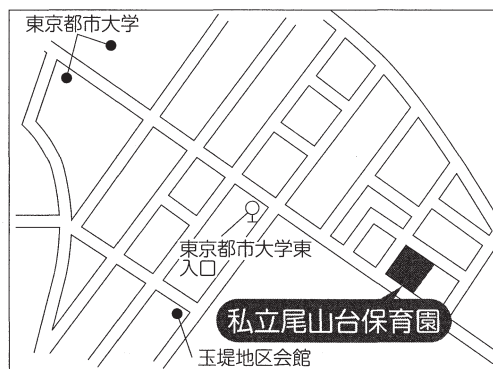 東京都市大学
東京都市大学東
入口
私立尾山台保育園
玉堤地区会館